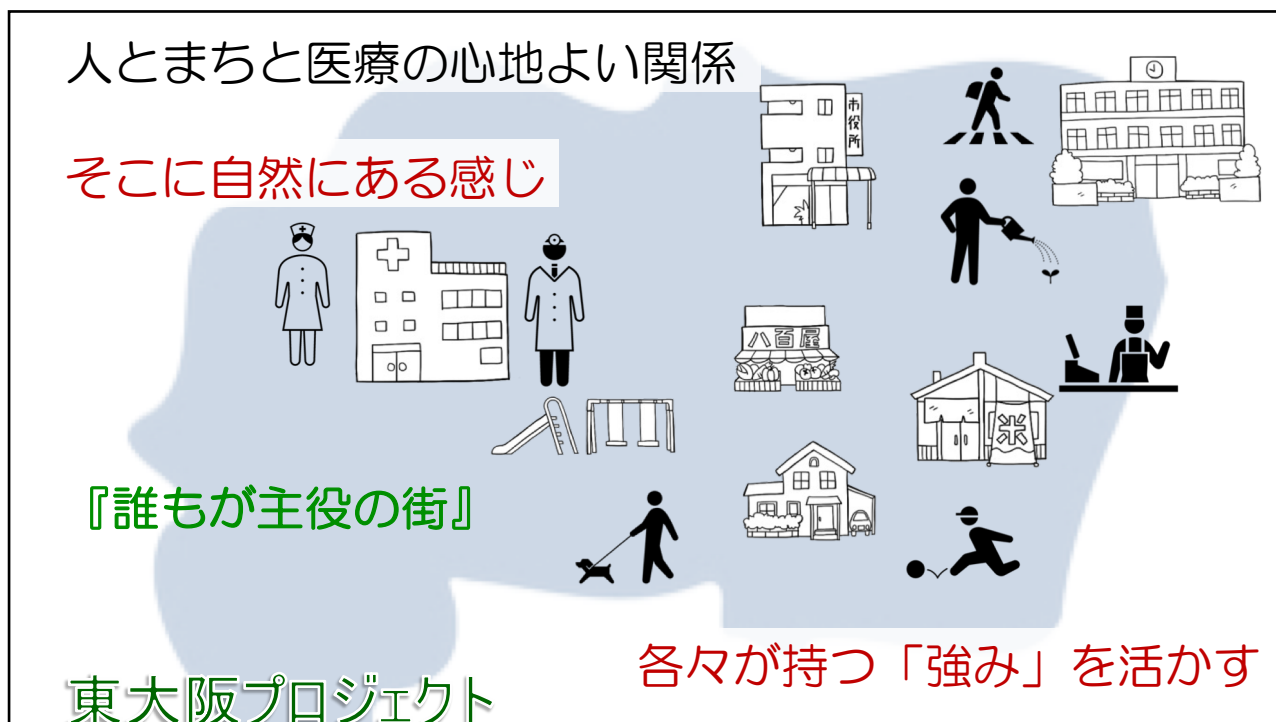 人とまちと医療の心地よい関係
そこに自然にある感じ
市役所
八百屋
米
『誰もが主役の街』
各々が持つ「強み」を活かす
東大阪プロジェクト